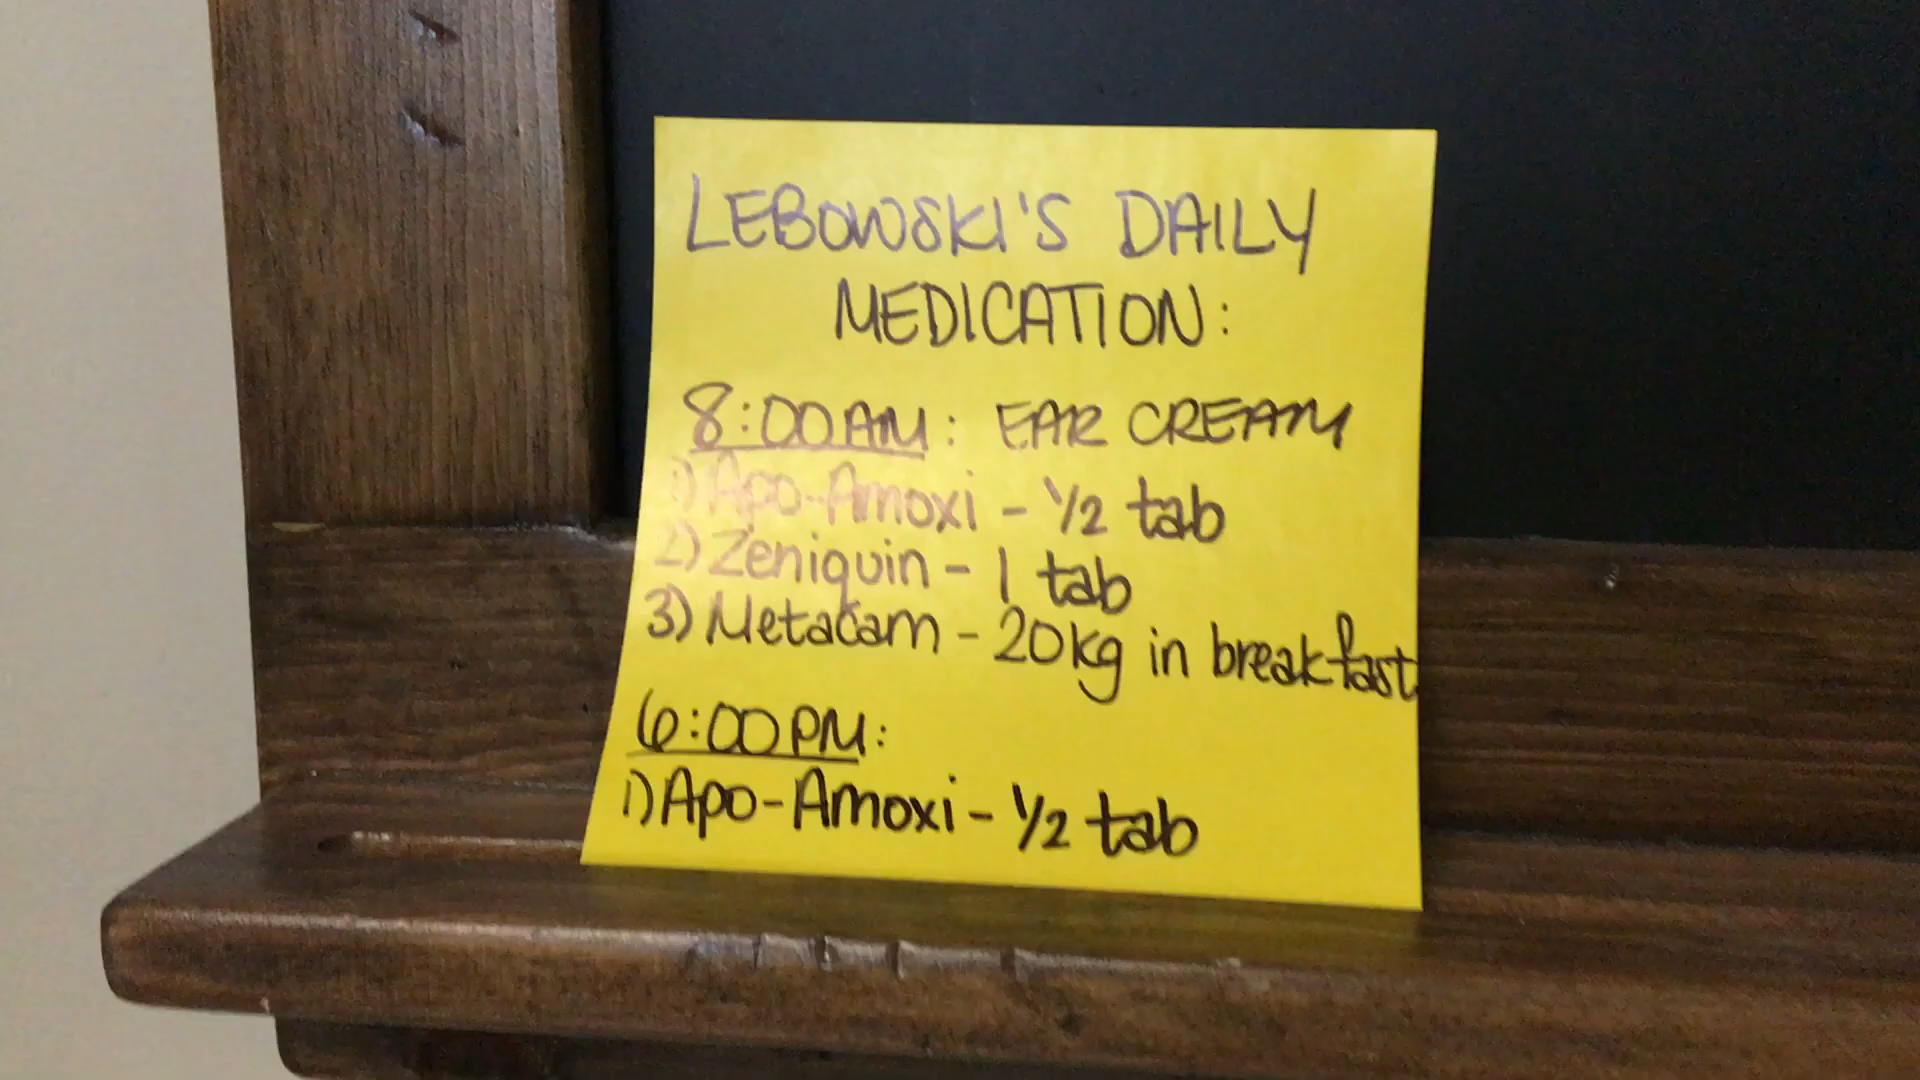 LEBOWSKI'S DAILY
MEDICATION:
8:00AM: EAR CREAM
1) Apo-Amoxi - 1/2 tab
2) Zeniquin - 1 tab
3) Metacam - 20kg in breakfast
6:00PM:
1) Apo-Amoxi - 1/2 tab